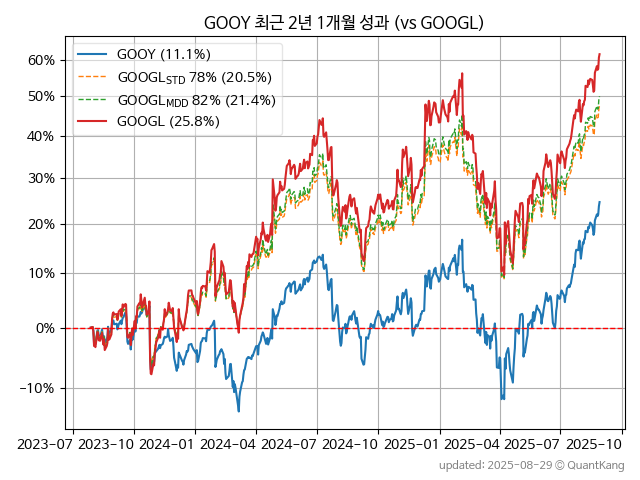 GOOY 최근 2년 1개월 성과 (vs GOOGL)
GOOY (11.1%)
GOOGL_STD 78% (20.5%)
GOOGL_MDD 82% (21.4%)
GOOGL (25.8%)
60%
50%
40%
30%
20%
10%
0%
−10%
2023-07 2023-10 2024-01 2024-04 2024-07 2024-10 2025-01 2025-04 2025-07 2025-10
updated: 2025-08-29 © QuantKang